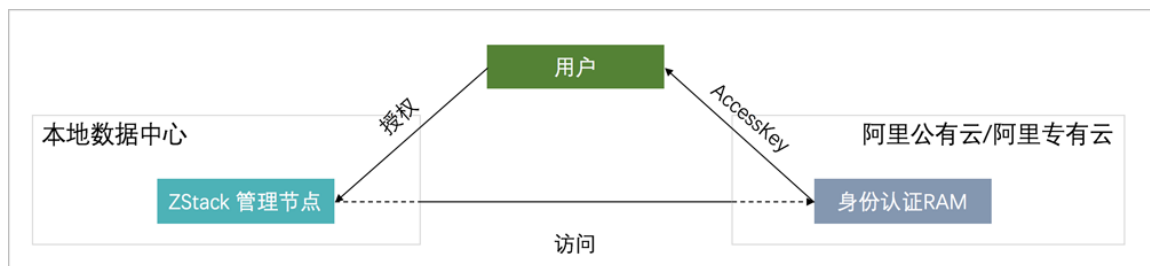 用户
授权
AccessKey
本地数据中心
阿里公有云/阿里专有云
ZStack 管理节点
身份认证RAM
访问